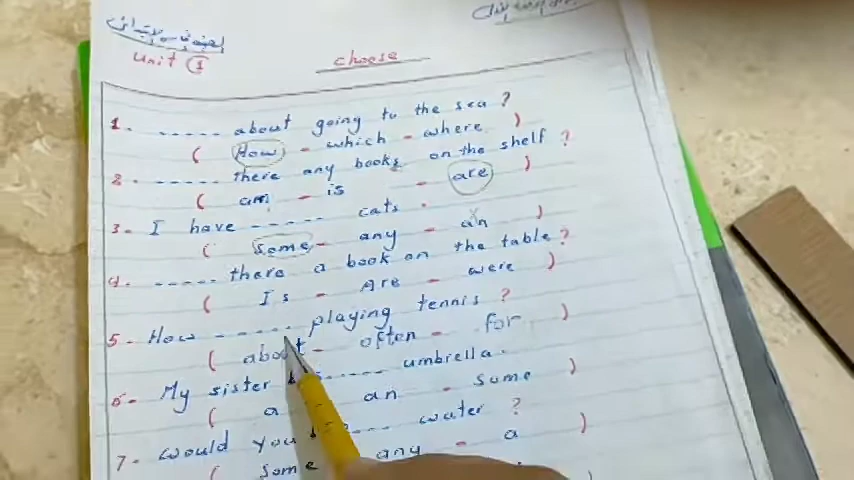 Unit 1
choose
1. ...... about going to the sea ?
( How - which - where )
2 - ...... there any books on the shelf ?
( am - is - are )
3 - I have ...... cats .
( some - any - an )
4. ...... there a book on the table ?
( Is - Are - were )
5 - How ...... playing tennis ?
( about - often - for )
6 - My sister ...... umbrella .
( a an - some )
7 - would you ...... water ?
( some any - a